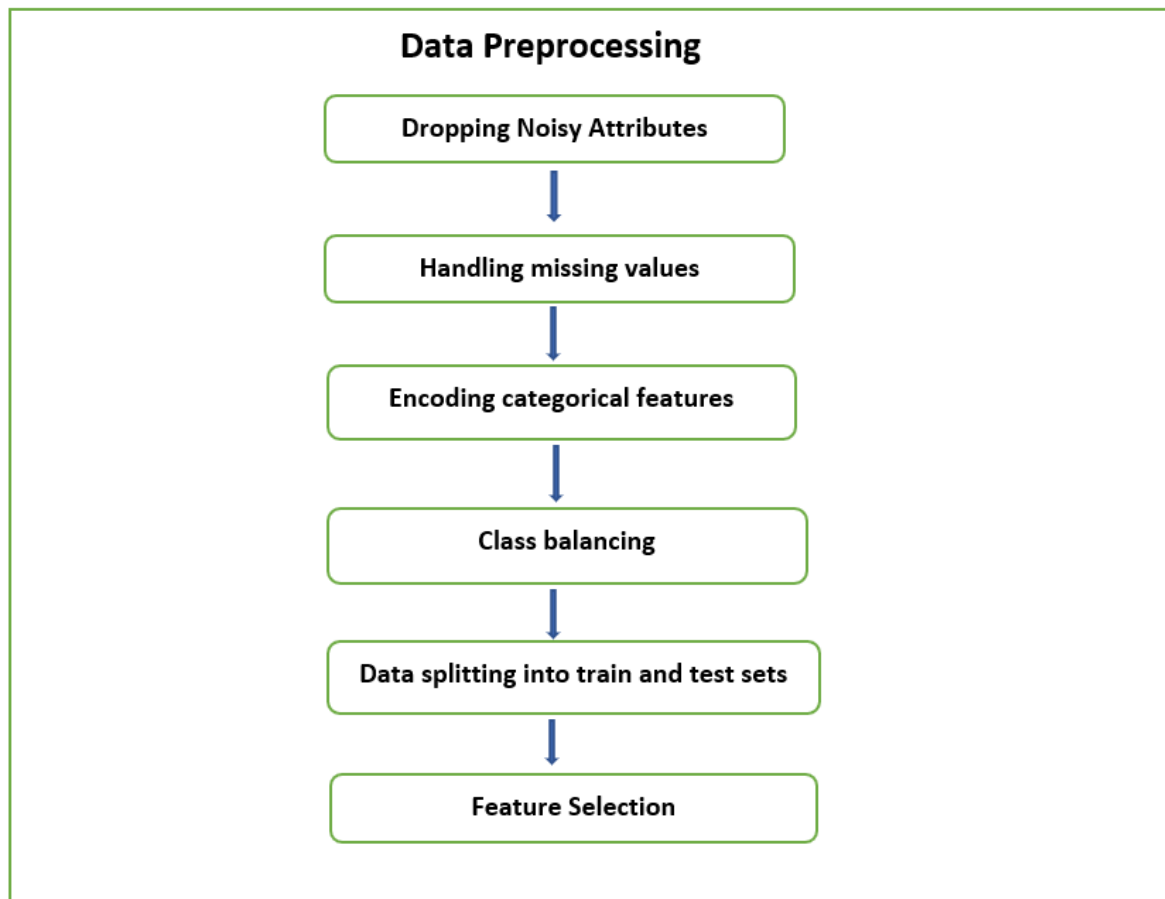 Data Preprocessing
Dropping Noisy Attributes
Handling missing values
Encoding categorical features
Class balancing
Data splitting into train and test sets
Feature Selection